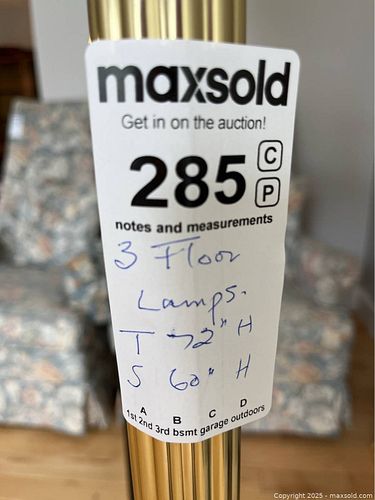 maxsold
Get in on the auction!
285 C
P
notes and measurements
3 Floor
Lamps.
T 72" H
S 60" H
A B C D
1st 2nd 3rd bsmt garage outdoors
Copyright 2025 - maxsold.com